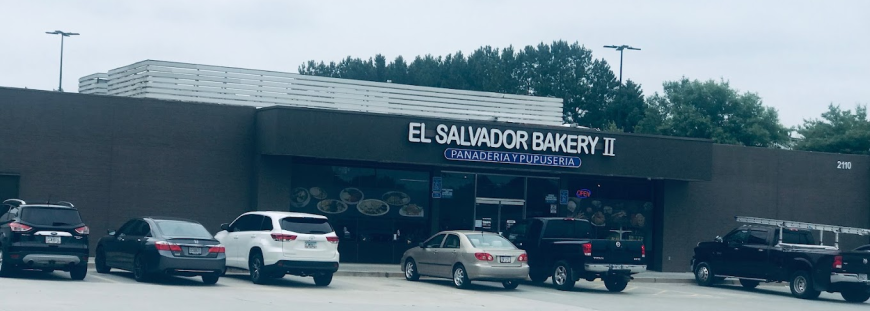 EL SALVADOR BAKERY II
PANADERIA Y PUPUSERIA
OPEN
2110